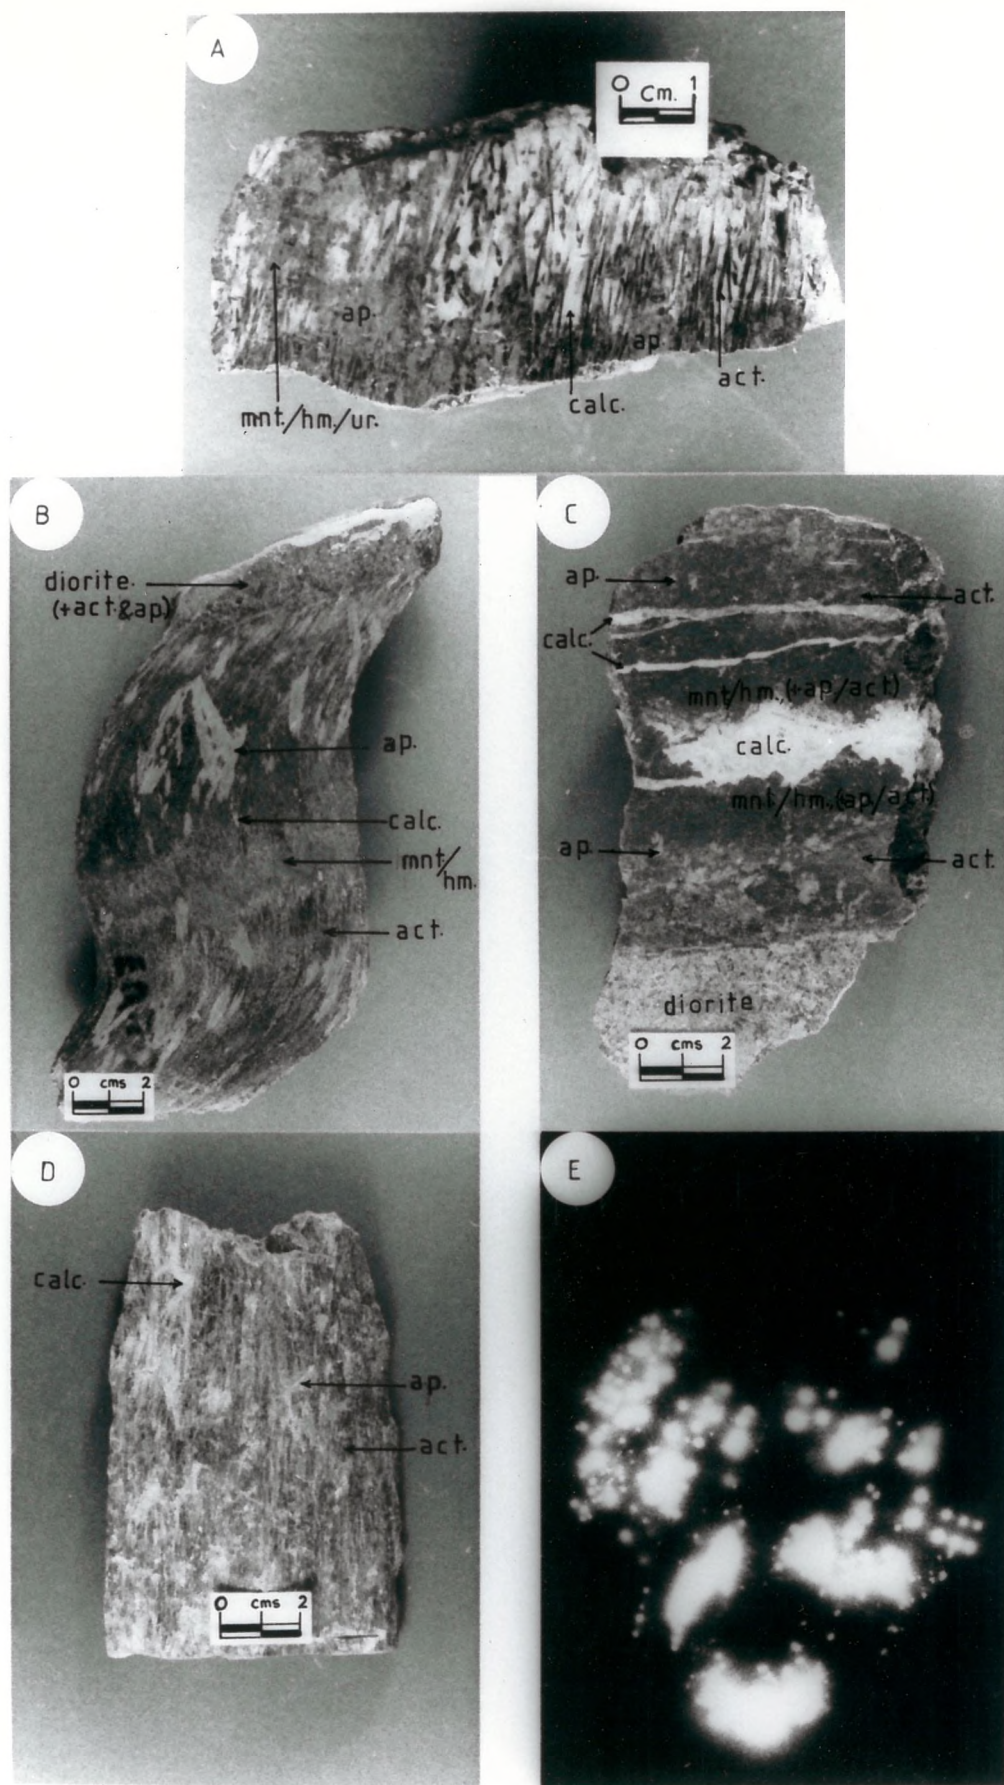 A
0 Cm. 1
ap.
ap.
act.
calc.
mnt./hm./ur.
B
diorite.
(+act.&ap.)
ap.
calc.
mnt/
hm.
act.
0 cms 2
C
ap.
act.
calc.
mnt/hm.(+ap/act)
calc.
mnt/hm.(ap/act)
ap.
act.
diorite
0 cms 2
D
calc.
ap.
act.
0 cms 2
E